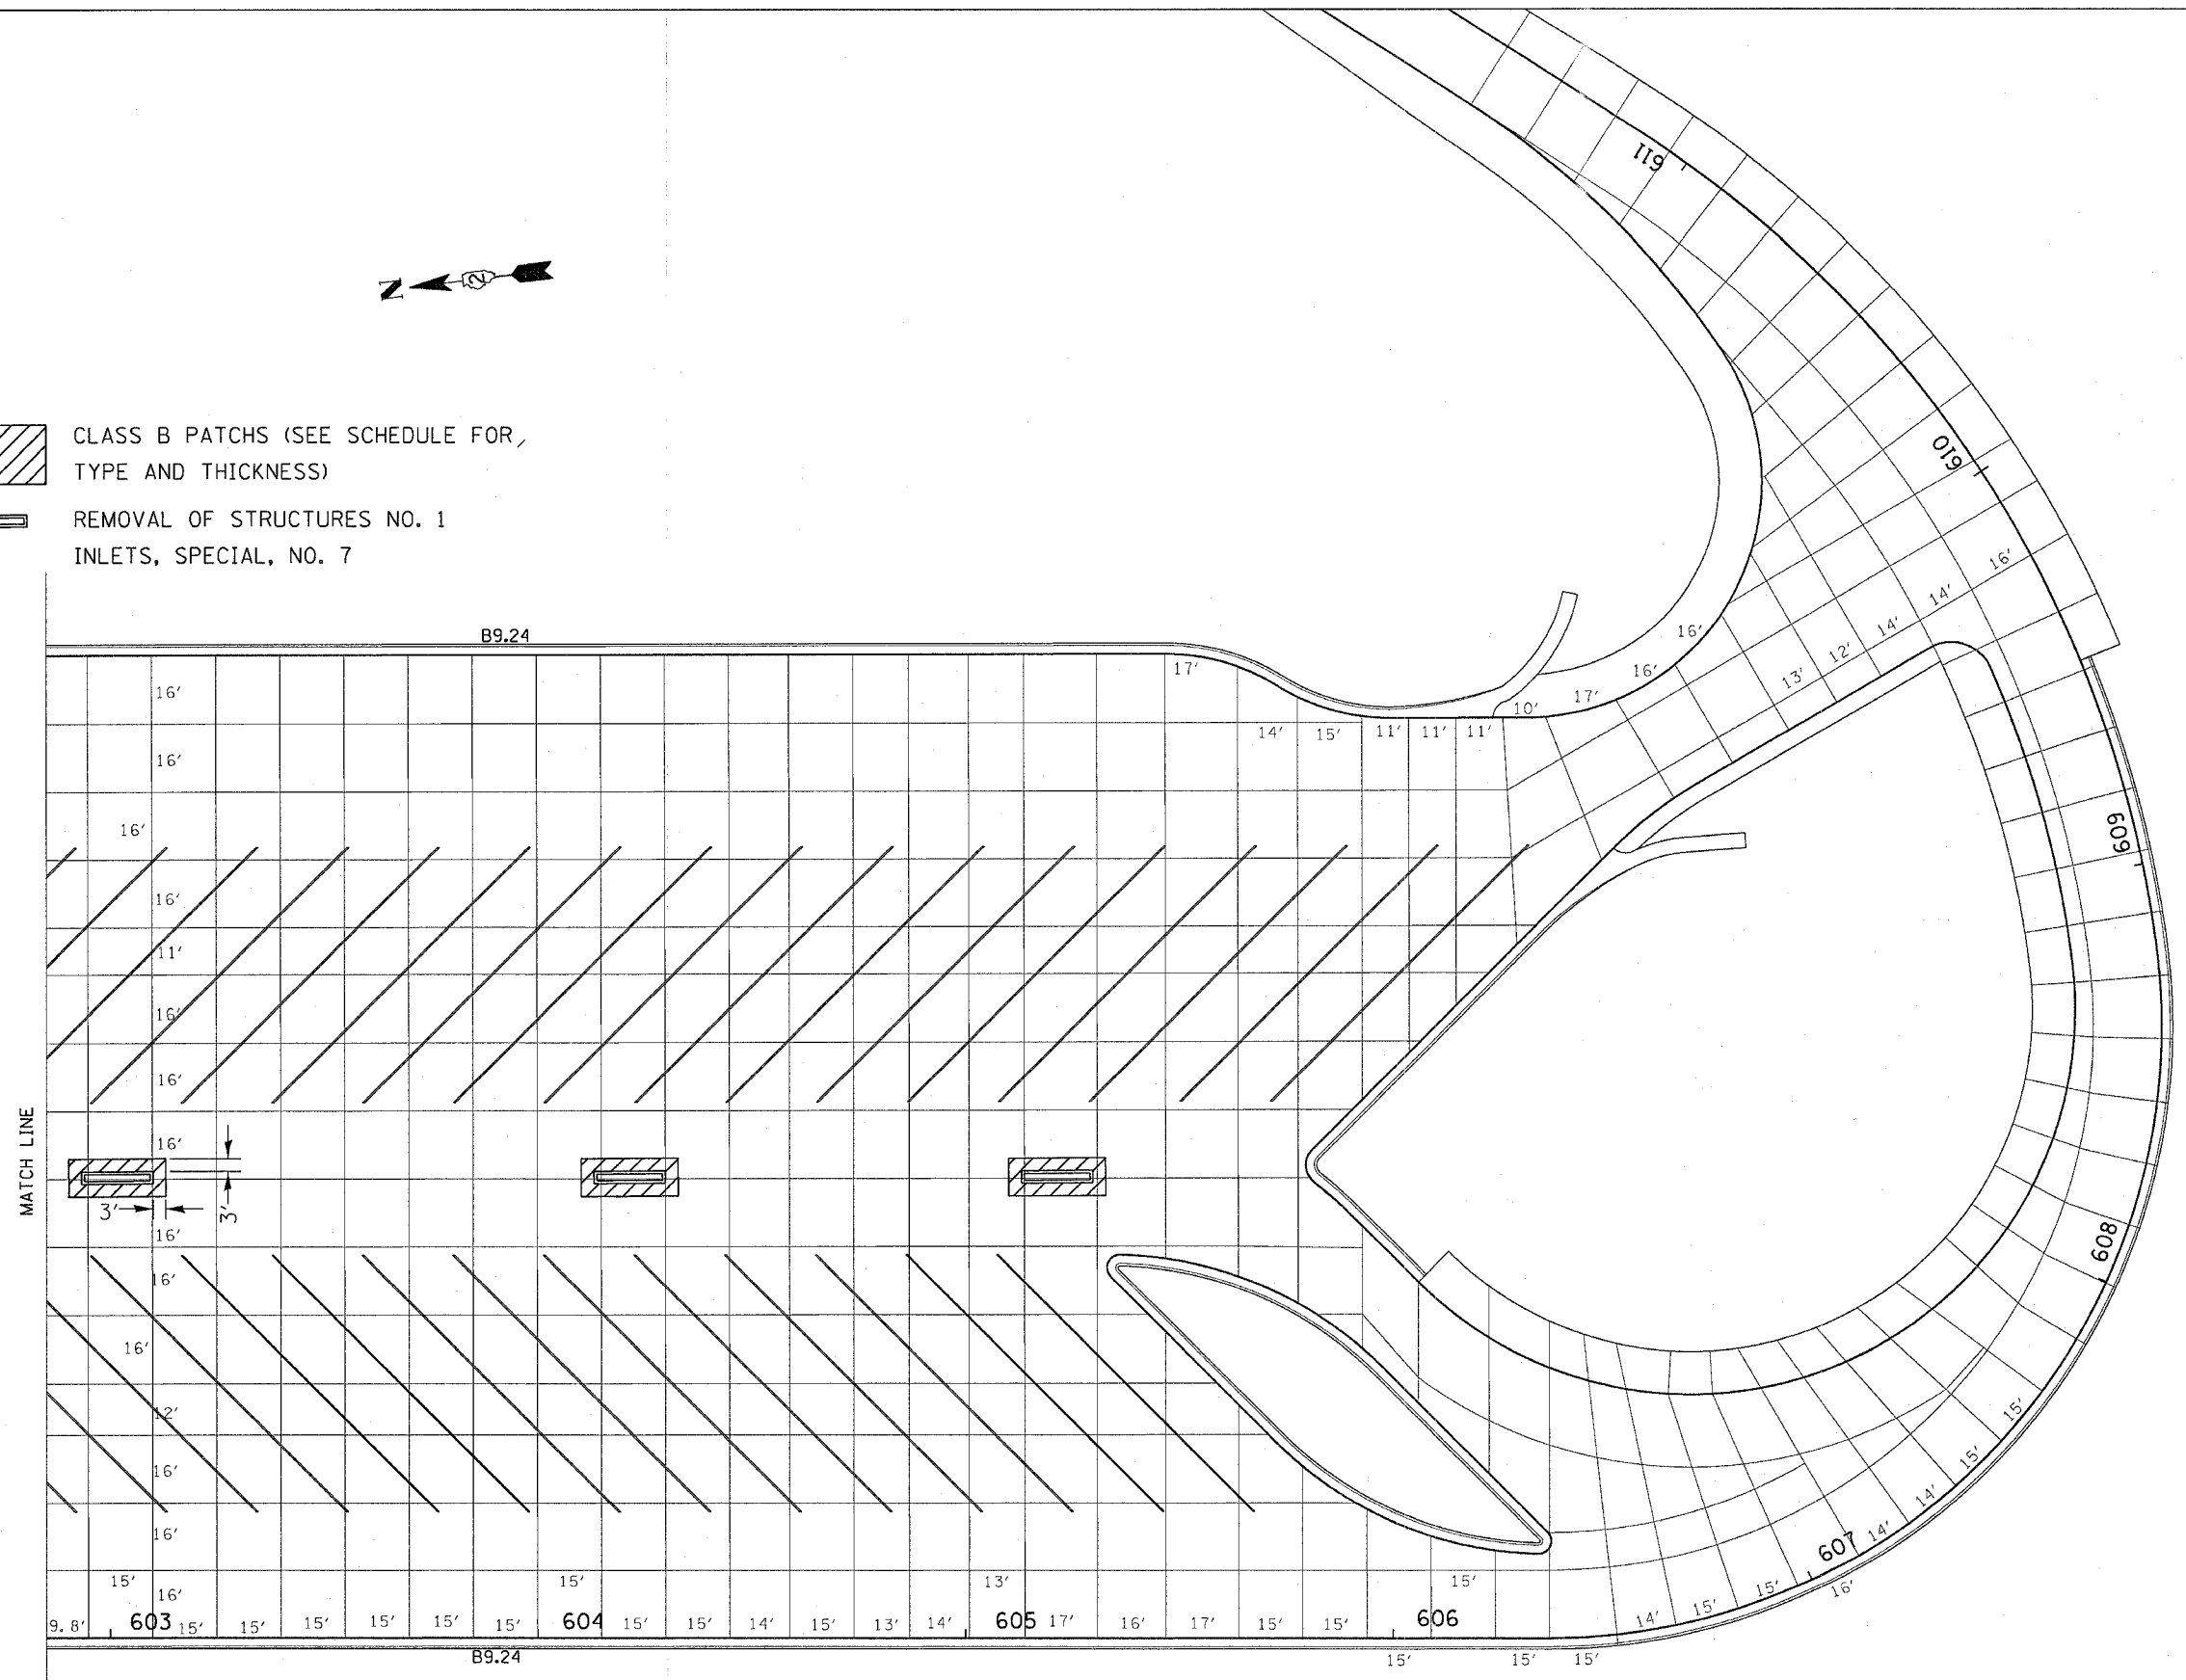 N
2
CLASS B PATCHS (SEE SCHEDULE FOR,
TYPE AND THICKNESS)
REMOVAL OF STRUCTURES NO. 1
INLETS, SPECIAL, NO. 7
611
610
609
608
607
B9.24
17'
14' 15' 11' 11' 11'
10' 17' 16' 16'
13' 12' 14' 14' 16'
16'
16'
16'
16'
11'
16'
16'
16'
3'
3'
MATCH LINE
16'
16'
16'
12'
16'
16'
15' 15' 13' 15'
16'
9.8' 603 15' 15' 15' 15' 15' 15' 604 15' 15' 14' 15' 13' 14' 605 17' 16' 17' 15' 15' 606
14' 15' 15' 14' 14' 15' 15'
16'
B9.24
15' 15' 15'